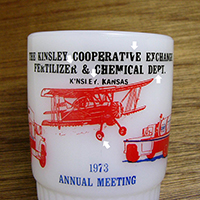 THE KINSLEY COOPERATIVE EXCHANGE
FERTILIZER & CHEMICAL DEPT.
KINSLEY, KANSAS
1973
ANNUAL MEETING